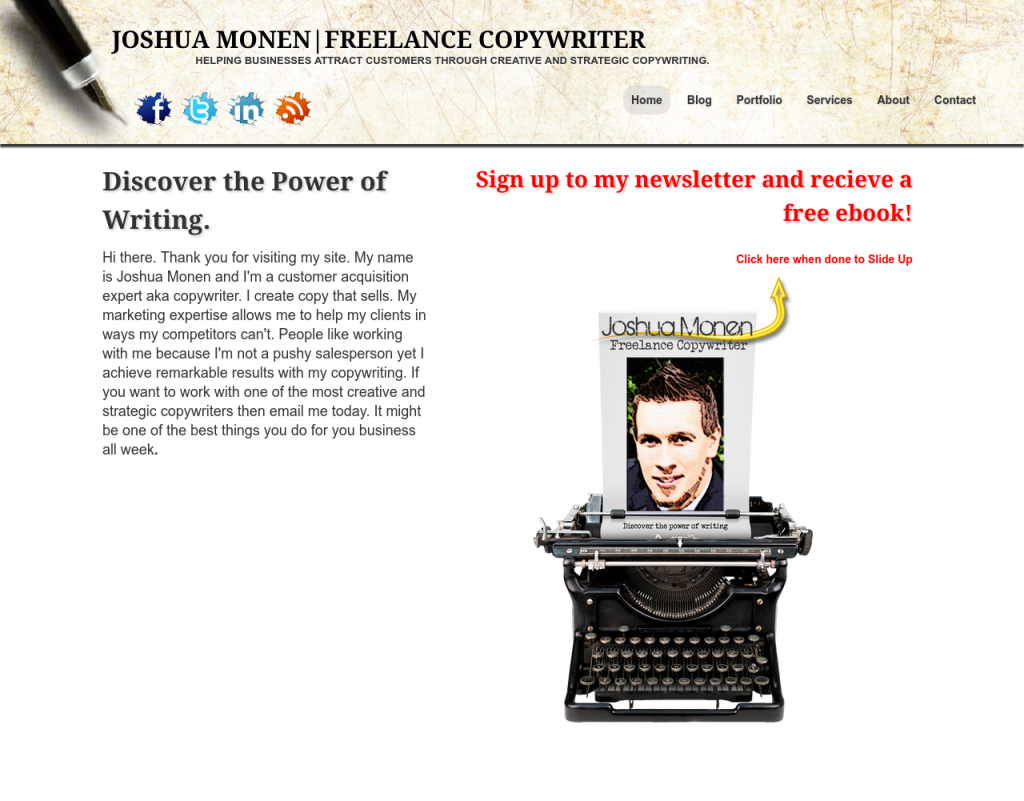 JOSHUA MONEN|FREELANCE COPYWRITER
HELPING BUSINESSES ATTRACT CUSTOMERS THROUGH CREATIVE AND STRATEGIC COPYWRITING.
Home Blog Portfolio Services About Contact
Discover the Power of
Writing.
Hi there. Thank you for visiting my site. My name
is Joshua Monen and I'm a customer acquisition
expert aka copywriter. I create copy that sells. My
marketing expertise allows me to help my clients in
ways my competitors can't. People like working
with me because I'm not a pushy salesperson yet I
achieve remarkable results with my copywriting. If
you want to work with one of the most creative and
strategic copywriters then email me today. It might
be one of the best things you do for you business
all week.
Sign up to my newsletter and recieve a
free ebook!
Click here when done to Slide Up
Joshua Monen
Freelance Copywriter
Discover the power of writing